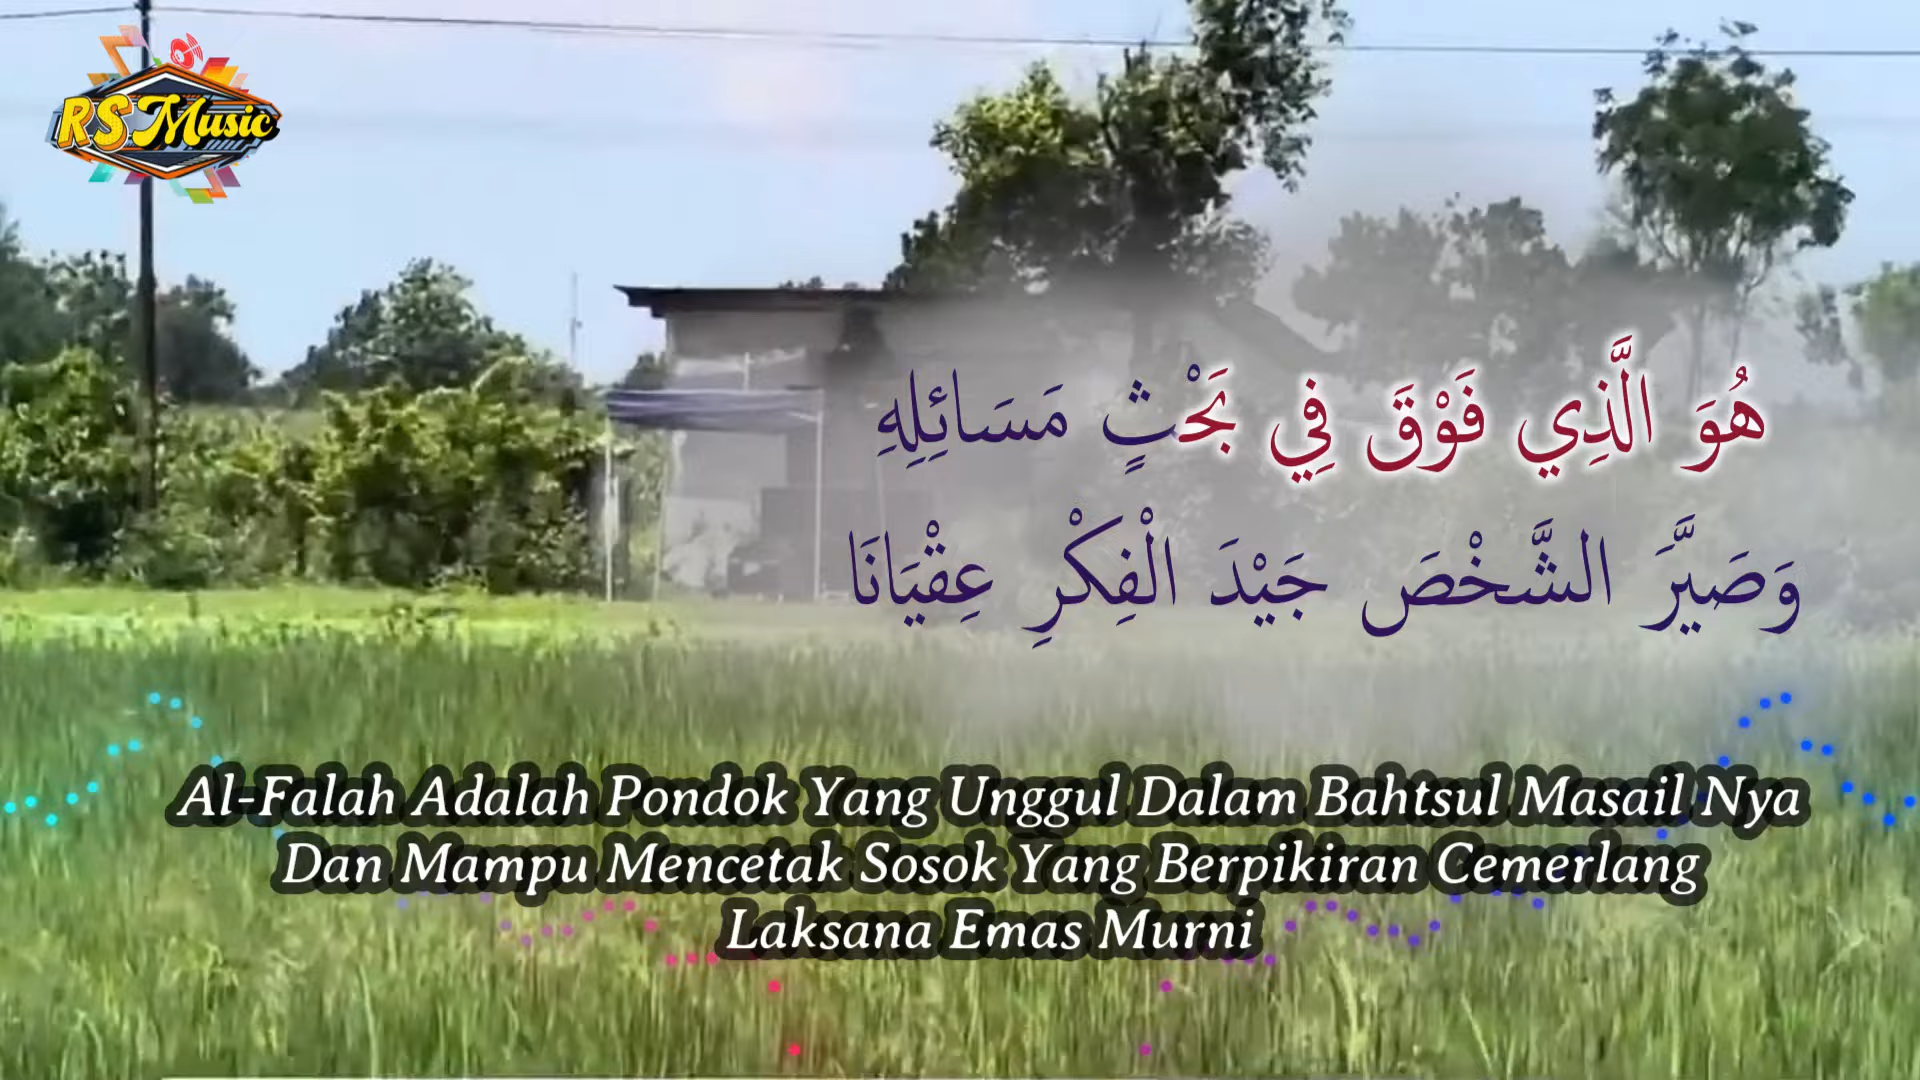 RS Music
هُوَ الَّذِي فَوْقَ فِي بَحْثٍ مَسَائِلِهِ
وَصَيَّرَ الشَّخْصَ جَيْدَ الْفِكْرِ عِقْيَانَا
Al-Falah Adalah Pondok Yang Unggul Dalam Bahtsul Masail Nya
Dan Mampu Mencetak Sosok Yang Berpikiran Cemerlang
Laksana Emas Murni